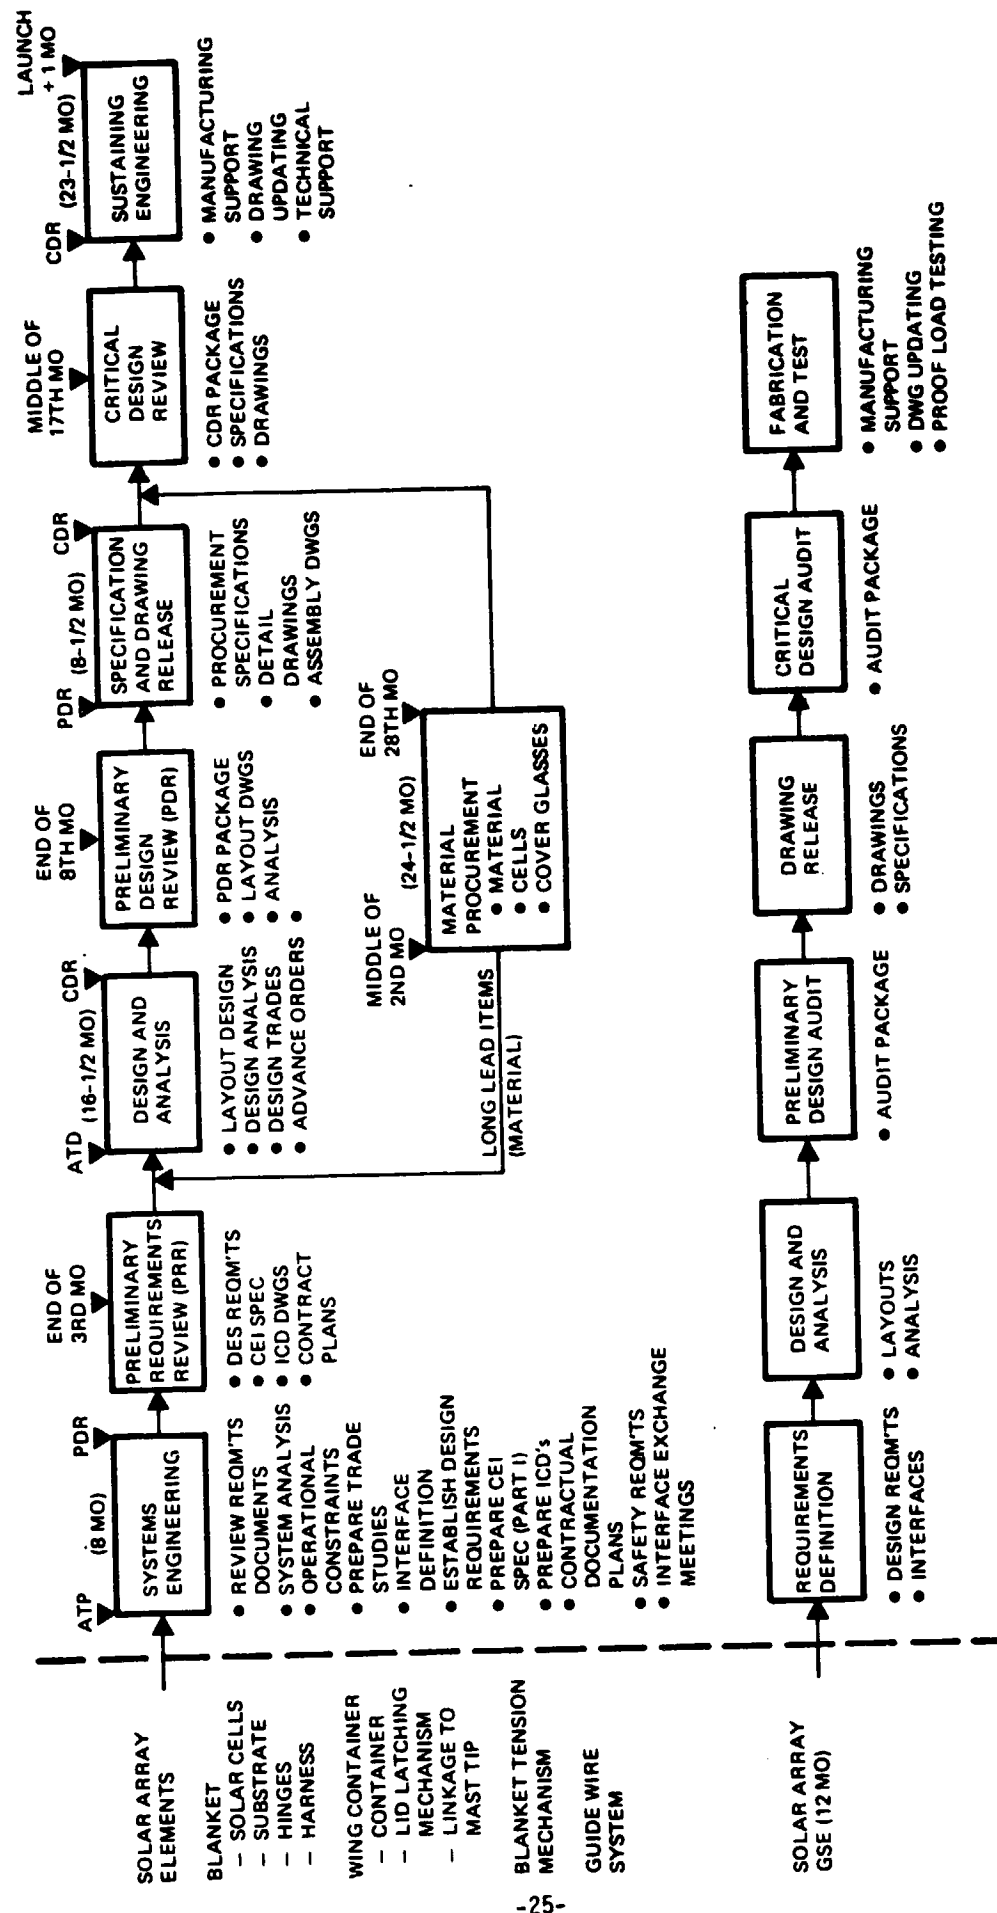 SOLAR ARRAY
ELEMENTS
BLANKET
– SOLAR CELLS
– SUBSTRATE
– HINGES
– HARNESS
WING CONTAINER
– CONTAINER
– LID LATCHING
MECHANISM
– LINKAGE TO
MAST TIP
BLANKET TENSION
MECHANISM
GUIDE WIRE
SYSTEM
ATP
(8 MO)
PDR
SYSTEMS
ENGINEERING
● REVIEW REQM'TS
DOCUMENTS
● SYSTEM ANALYSIS
● OPERATIONAL
CONSTRAINTS
● PREPARE TRADE
STUDIES
● INTERFACE
DEFINITION
● ESTABLISH DESIGN
REQUIREMENTS
● PREPARE CEI
SPEC (PART I)
● PREPARE ICD's
● CONTRACTUAL
DOCUMENTATION
PLANS
● SAFETY REQM'TS
● INTERFACE EXCHANGE
MEETINGS
END OF
3RD MO
PRELIMINARY
REQUIREMENTS
REVIEW (PRR)
● DES REQM'TS
● CEI SPEC
● ICD DWGS
● CONTRACT
PLANS
ATD
(16-1/2 MO)
CDR
DESIGN AND
ANALYSIS
● LAYOUT DESIGN
● DESIGN ANALYSIS
● DESIGN TRADES
● ADVANCE ORDERS
END OF
8TH MO
PRELIMINARY
DESIGN
REVIEW (PDR)
● PDR PACKAGE
● LAYOUT DWGS
● ANALYSIS
PDR
(8-1/2 MO)
CDR
SPECIFICATION
AND DRAWING
RELEASE
● PROCUREMENT
SPECIFICATIONS
● DETAIL
DRAWINGS
● ASSEMBLY DWGS
MIDDLE OF
17TH MO
CRITICAL
DESIGN
REVIEW
● CDR PACKAGE
● SPECIFICATIONS
● DRAWINGS
CDR
(23-1/2 MO)
LAUNCH
+ 1 MO
SUSTAINING
ENGINEERING
● MANUFACTURING
SUPPORT
● DRAWING
UPDATING
● TECHNICAL
SUPPORT
LONG LEAD ITEMS
(MATERIAL)
MIDDLE OF
2ND MO
(24-1/2 MO)
END OF
28TH MO
MATERIAL
PROCUREMENT
● MATERIAL
● CELLS
● COVER GLASSES
SOLAR ARRAY
GSE (12 MO)
REQUIREMENTS
DEFINITION
● DESIGN REQM'TS
● INTERFACES
DESIGN AND
ANALYSIS
● LAYOUTS
● ANALYSIS
PRELIMINARY
DESIGN AUDIT
● AUDIT PACKAGE
DRAWING
RELEASE
● DRAWINGS
● SPECIFICATIONS
CRITICAL
DESIGN AUDIT
● AUDIT PACKAGE
FABRICATION
AND TEST
● MANUFACTURING
SUPPORT
● DWG UPDATING
● PROOF LOAD TESTING
-25-